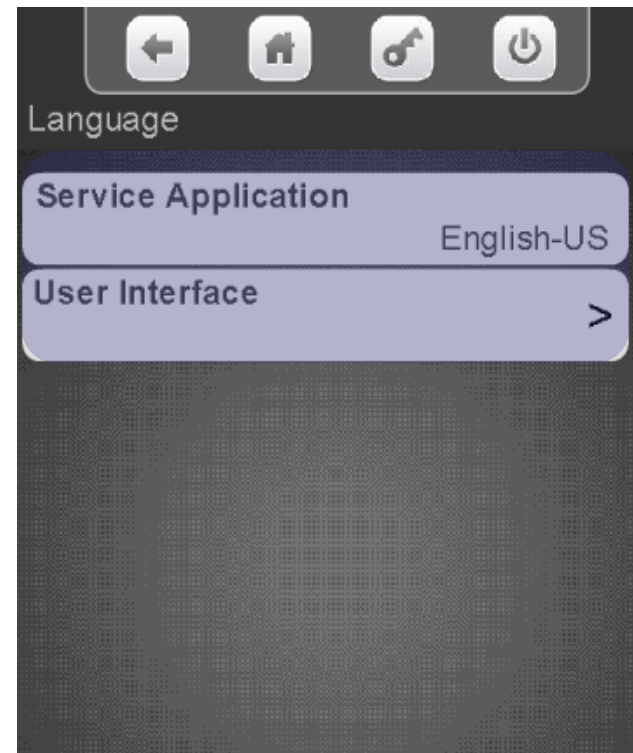 Language
Service Application
English-US
User Interface
>